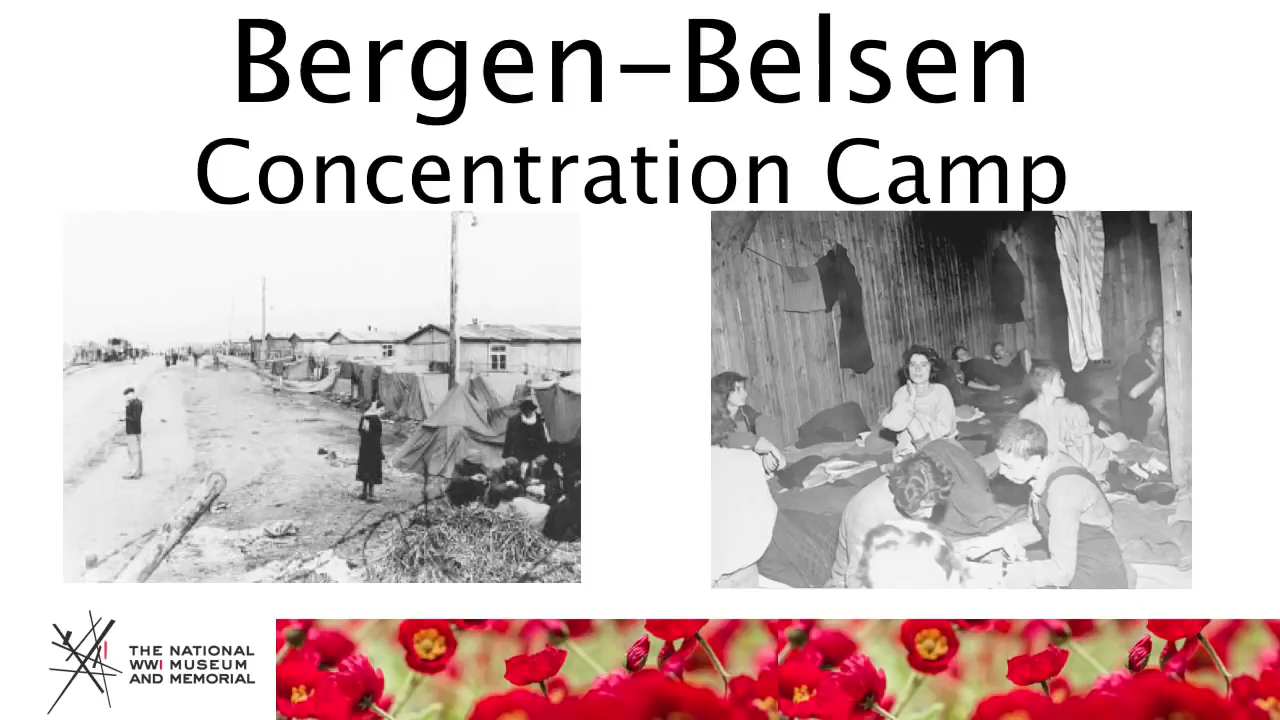 Bergen-Belsen
Concentration Camp
THE NATIONAL
WWI MUSEUM
AND MEMORIAL